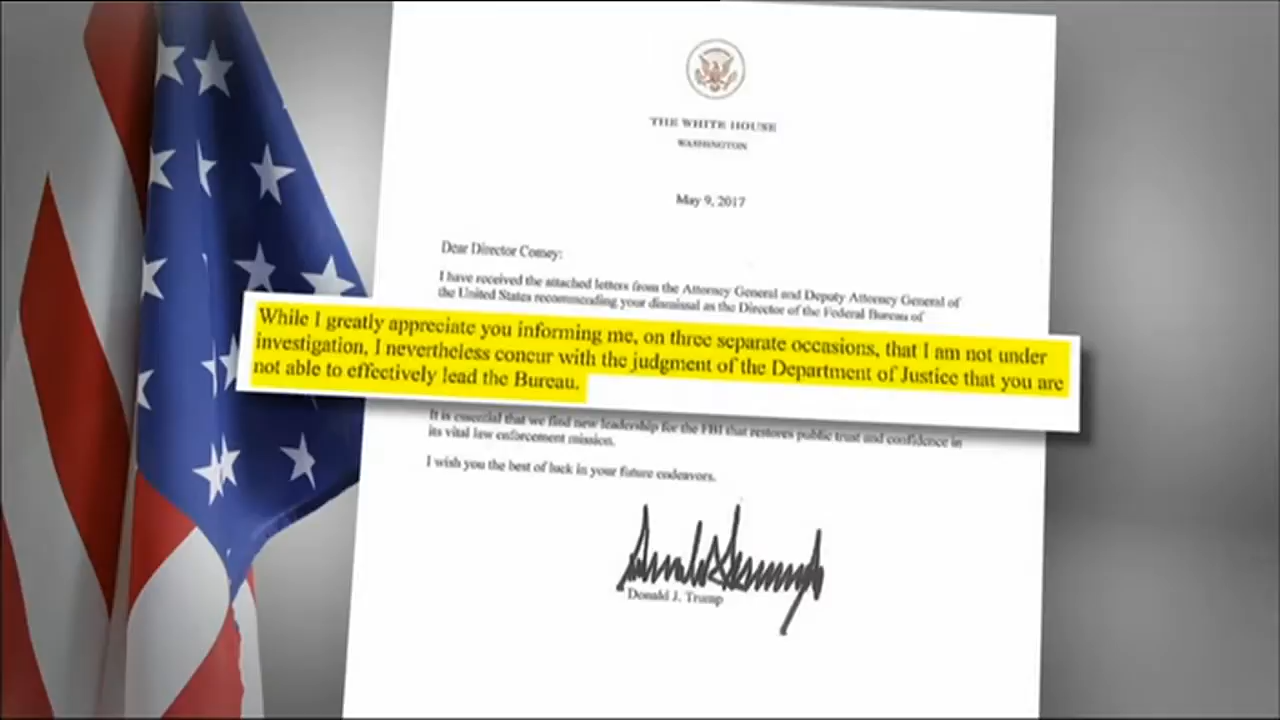 THE WHITE HOUSE
WASHINGTON
May 9, 2017
Dear Director Comey:
I have received the attached letters from the Attorney General and Deputy Attorney General of
the United States recommending your dismissal as the Director of the Federal Bureau of
While I greatly appreciate you informing me, on three separate occasions, that I am not under
investigation, I nevertheless concur with the judgment of the Department of Justice that you are
not able to effectively lead the Bureau.
It is essential that we find new leadership for the FBI that restores public trust and confidence in
its vital law enforcement mission.
I wish you the best of luck in your future endeavors.
Donald J. Trump